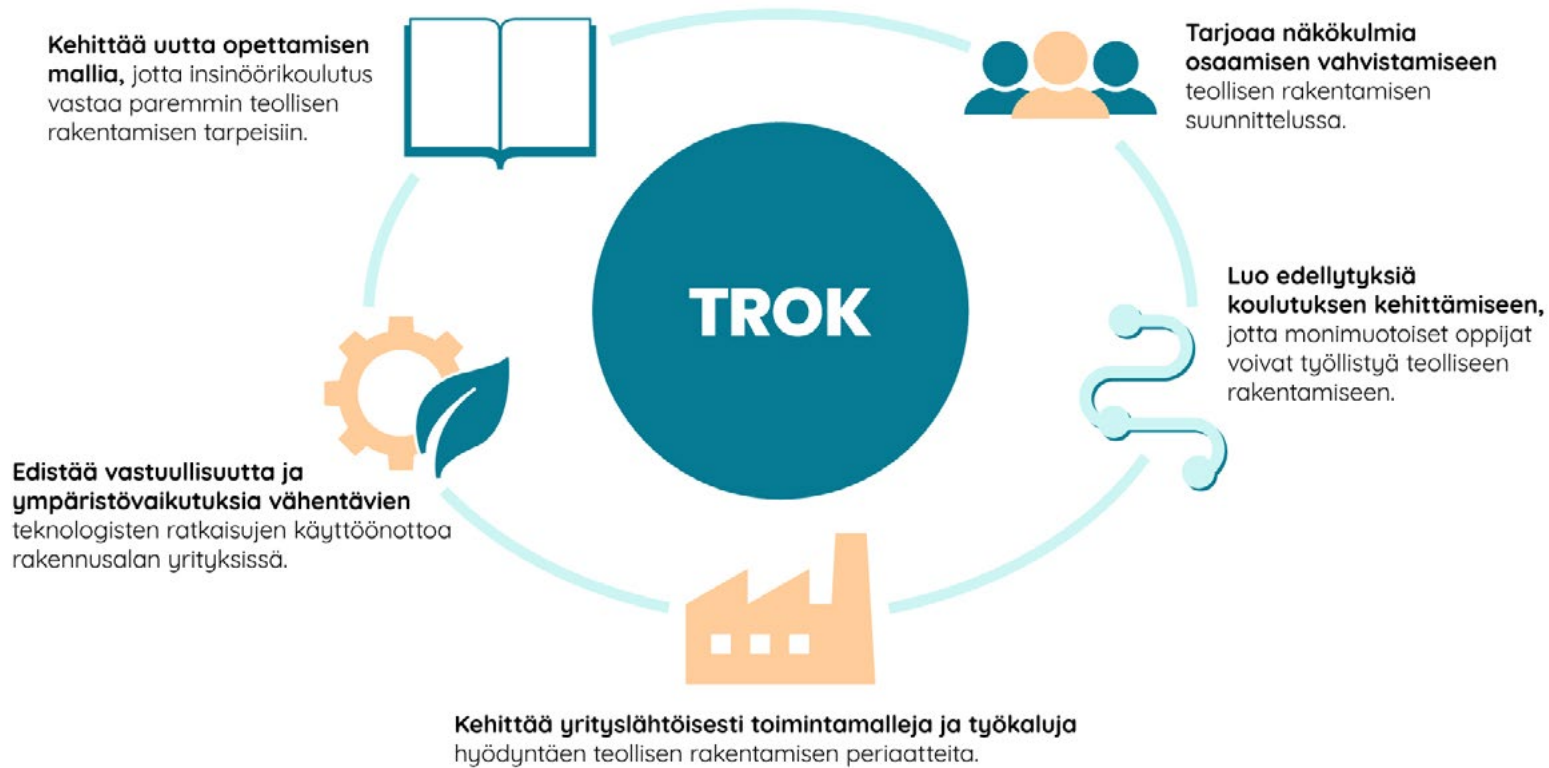 Kehittää uutta opettamisen
mallia, jotta insinöörikoulutus
vastaa paremmin teollisen
rakentamisen tarpeisiin.
Tarjoaa näkökulmia
osaamisen vahvistamiseen
teollisen rakentamisen
suunnittelussa.
TROK
Luo edellytyksiä
koulutuksen kehittämiseen,
jotta monimuotoiset oppijat
voivat työllistyä teolliseen
rakentamiseen.
Edistää vastuullisuutta ja
ympäristövaikutuksia vähentävien
teknologisten ratkaisujen käyttöönottoa
rakennusalan yrityksissä.
Kehittää yrityslähtöisesti toimintamalleja ja työkaluja
hyödyntäen teollisen rakentamisen periaatteita.